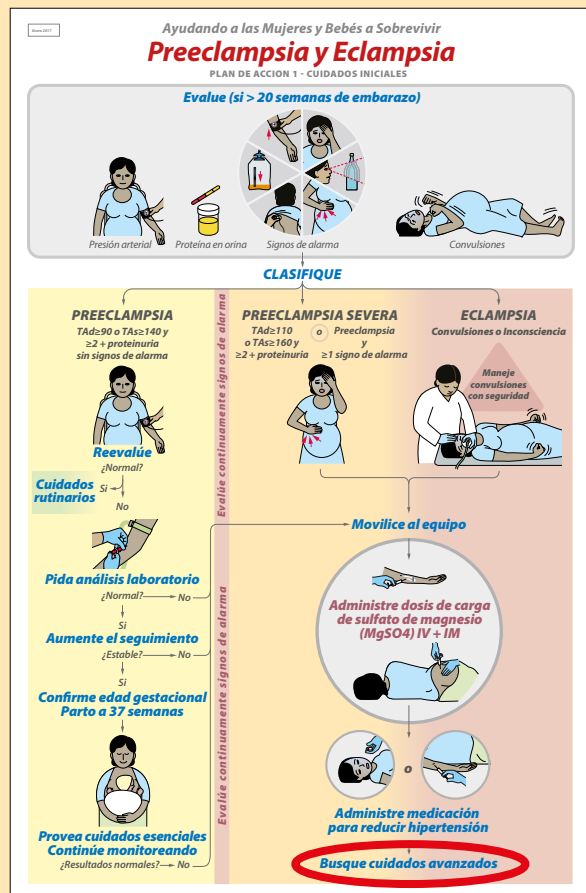 Enero 2017
Ayudando a las Mujeres y Bebés a Sobrevivir
Preeclampsia y Eclampsia
PLAN DE ACCION 1 - CUIDADOS INICIALES
Evalue (si > 20 semanas de embarazo)
Presión arterial
Proteína en orina
Signos de alarma
Convulsiones
CLASIFIQUE
PREECLAMPSIA
TAd≥90 o TAs≥140 y
≥2 + proteinuria
sin signos de alarma
Reevalúe
¿Normal?
Si
Cuidados
rutinarios
No
Pida análisis laboratorio
¿Normal?
No
Si
Aumente el seguimiento
¿Estable?
No
Si
Confirme edad gestacional
Parto a 37 semanas
Provea cuidados esenciales
Continúe monitoreando
¿Resultados normales?
No
Evalúe continuamente signos de alarma
Evalúe continuamente signos de alarma
PREECLAMPSIA SEVERA
TAd≥110
o TAs≥160 y
≥2 + proteinuria
o
Preeclampsia
y
≥1 signo de alarma
ECLAMPSIA
Convulsiones o Inconsciencia
Maneje
convulsiones
con seguridad
Movilice al equipo
Administre dosis de carga
de sulfato de magnesio
(MgSO4) IV + IM
o
Administre medicación
para reducir hipertensión
Busque cuidados avanzados